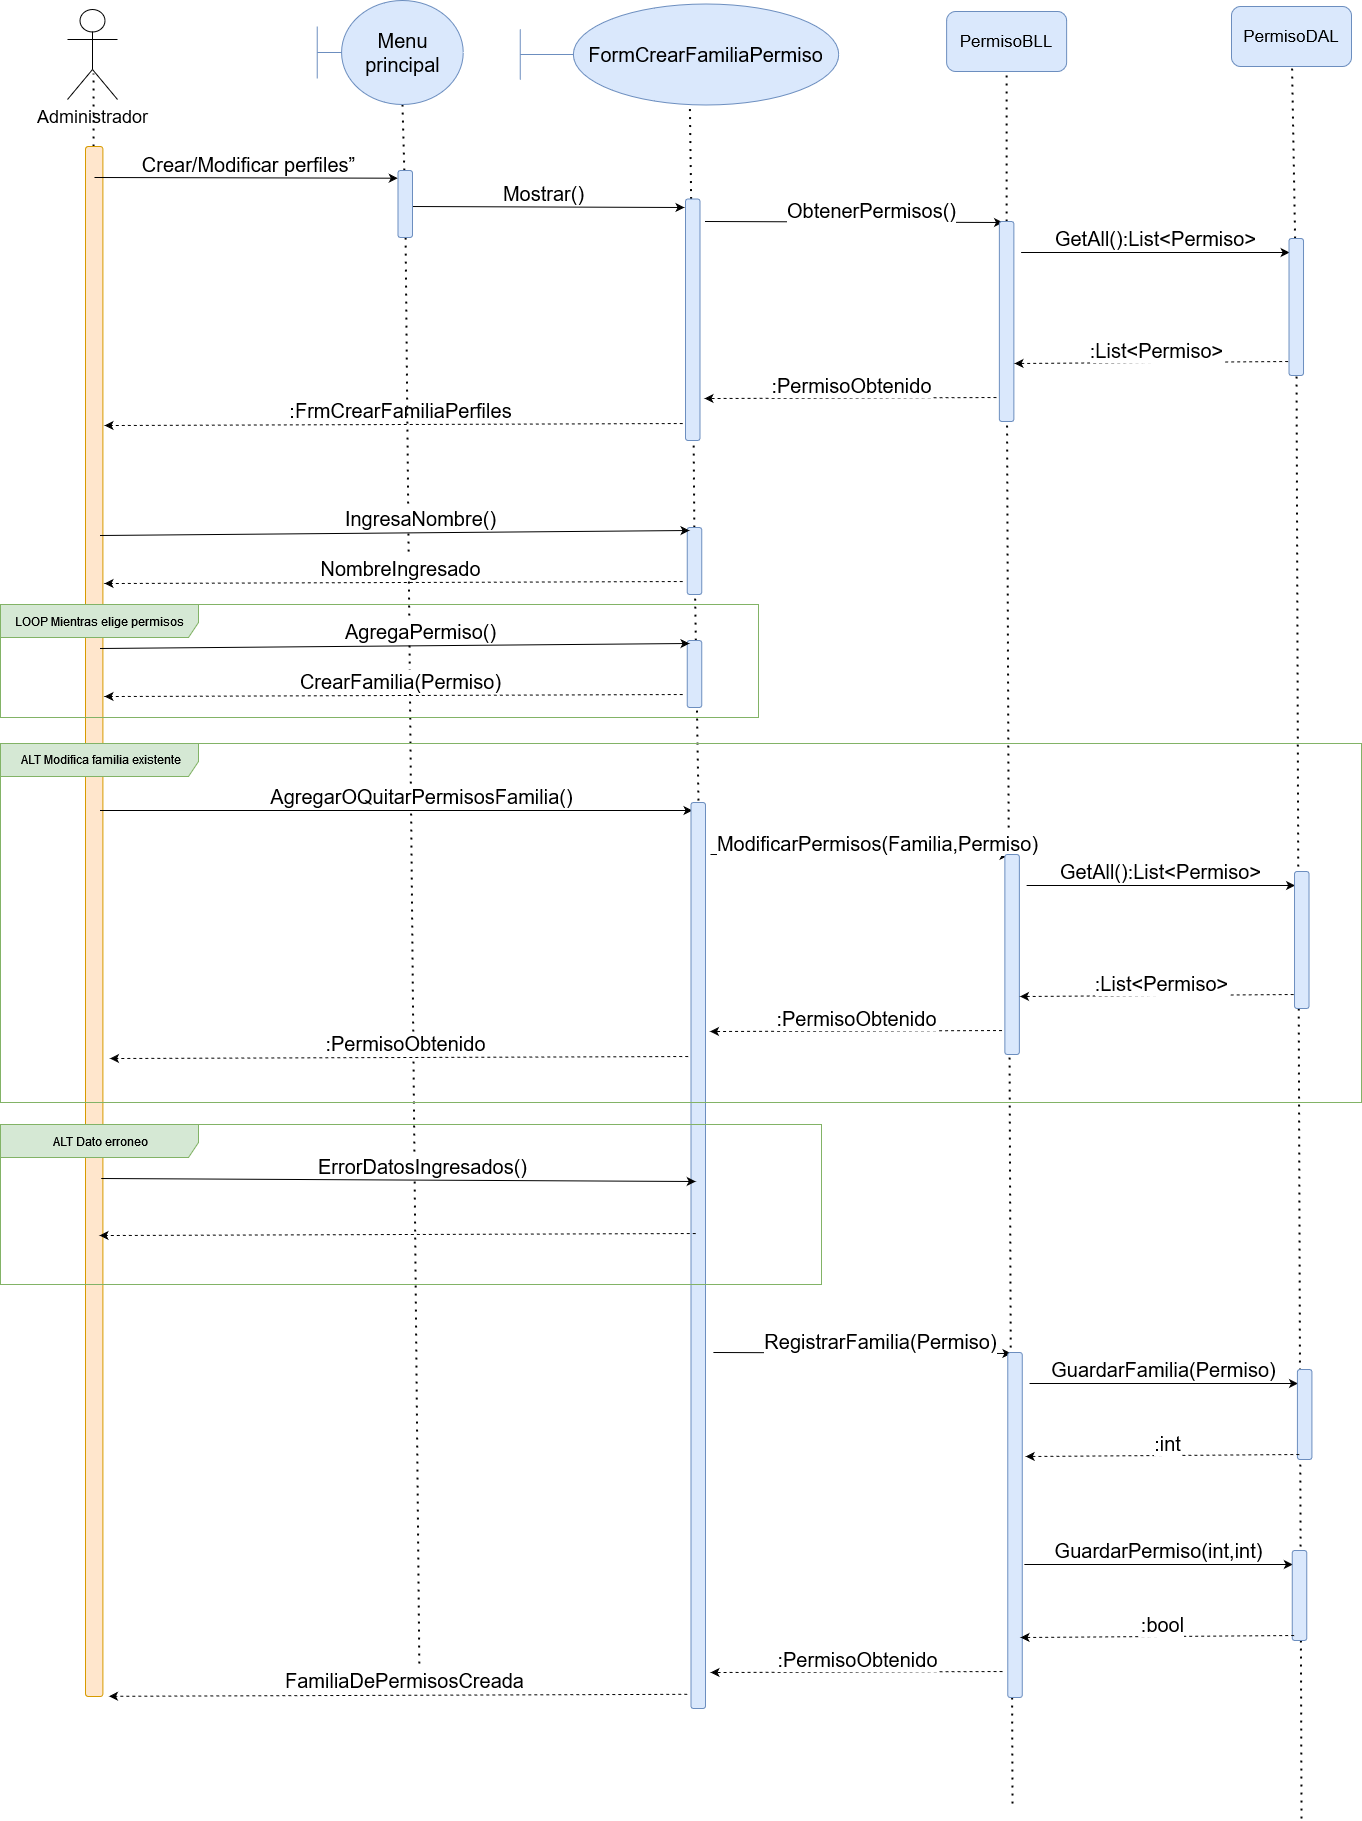 Menu
principal
FormCrearFamiliaPermiso
PermisoBLL
PermisoDAL
Administrador
Crear/Modificar perfiles”
Mostrar()
ObtenerPermisos()
GetAll():List<Permiso>
:List<Permiso>
:PermisoObtenido
:FrmCrearFamiliaPerfiles
IngresaNombre()
NombreIngresado
LOOP Mientras elige permisos
AgregaPermiso()
CrearFamilia(Permiso)
ALT Modifica familia existente
AgregarOQuitarPermisosFamilia()
ModificarPermisos(Familia,Permiso)
GetAll():List<Permiso>
:List<Permiso>
:PermisoObtenido
:PermisoObtenido
ALT Dato erroneo
ErrorDatosIngresados()
RegistrarFamilia(Permiso)
GuardarFamilia(Permiso)
:int
GuardarPermiso(int,int)
:bool
:PermisoObtenido
FamiliaDePermisosCreada